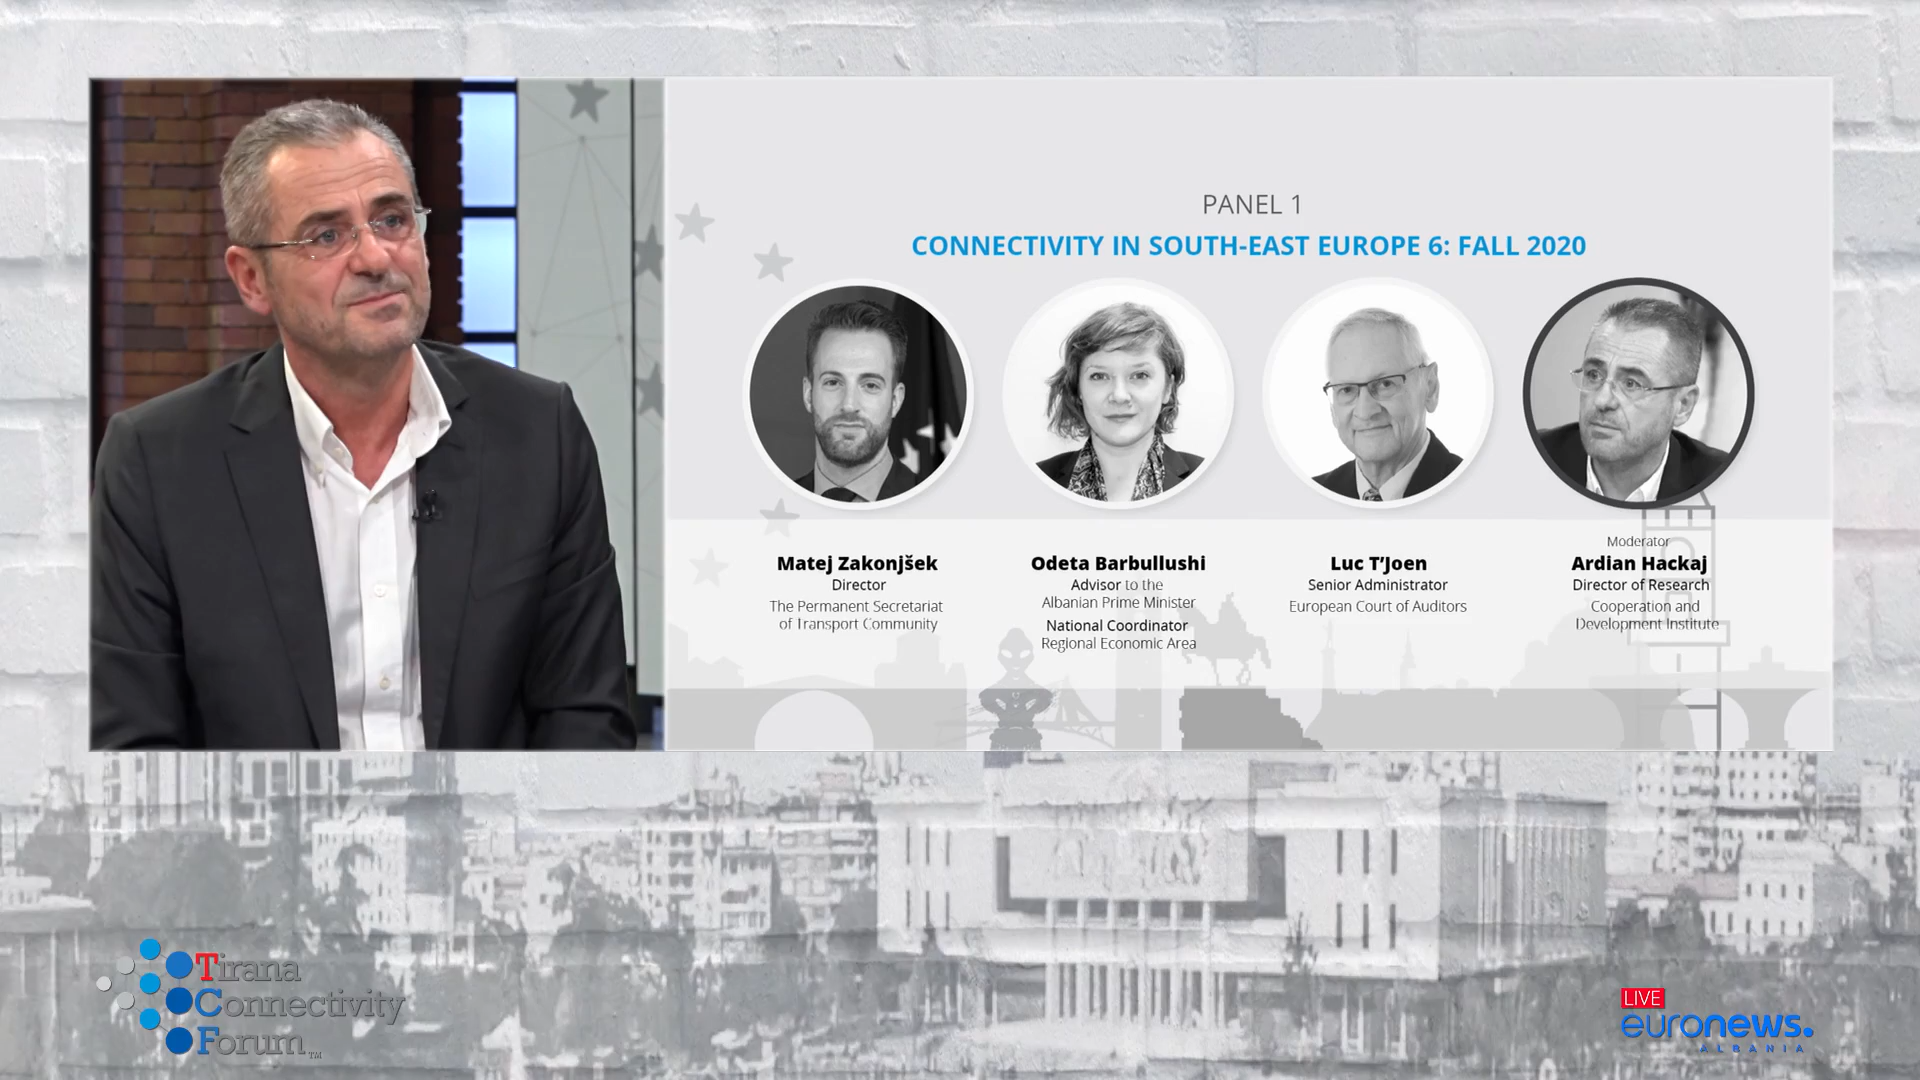 PANEL 1
CONNECTIVITY IN SOUTH-EAST EUROPE 6: FALL 2020
Matej Zakonjšek
Director
The Permanent Secretariat
of Transport Community
Odeta Barbullushi
Advisor to the
Albanian Prime Minister
National Coordinator
Regional Economic Area
Luc T’Joen
Senior Administrator
European Court of Auditors
Moderator
Ardian Hackaj
Director of Research
Cooperation and
Development Institute
Tirana
Connectivity
Forum™
LIVE
euronews.
ALBANIA